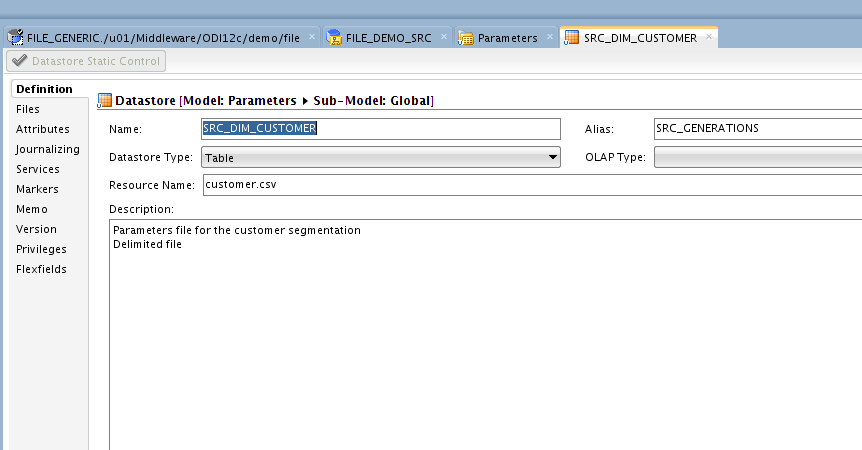 FILE_GENERIC./u01/Middleware/ODI12c/demo/file FILE_DEMO_SRC Parameters SRC_DIM_CUSTOMER
Datastore Static Control
Definition
Files
Attributes
Journalizing
Services
Markers
Memo
Version
Privileges
Flexfields
Datastore [Model: Parameters ▸ Sub-Model: Global]
Name: SRC_DIM_CUSTOMER Alias: SRC_GENERATIONS
Datastore Type: Table OLAP Type:
Resource Name: customer.csv
Description:
Parameters file for the customer segmentation
Delimited file